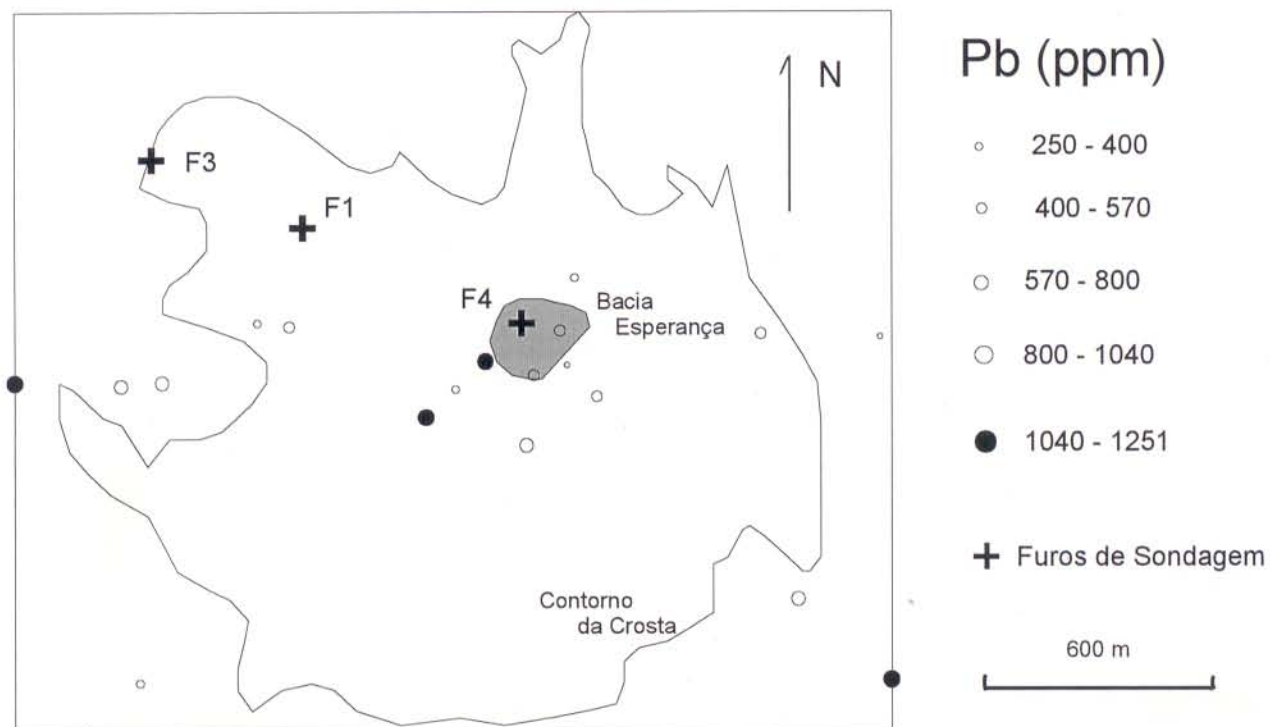 N
F3
F1
F4
Bacia
Esperança
Contorno
da Crosta
Pb (ppm)
250 - 400
400 - 570
570 - 800
800 - 1040
1040 - 1251
Furos de Sondagem
600 m